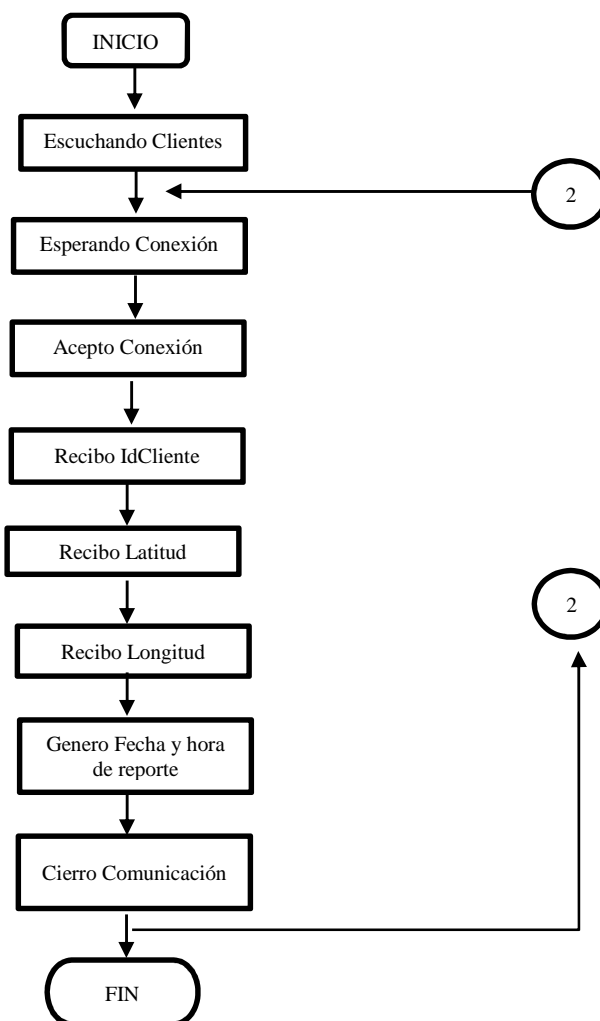 INICIO
Escuchando Clientes
2
Esperando Conexión
Acepto Conexión
Recibo IdCliente
Recibo Latitud
2
Recibo Longitud
Genero Fecha y hora
de reporte
Cierro Comunicación
FIN